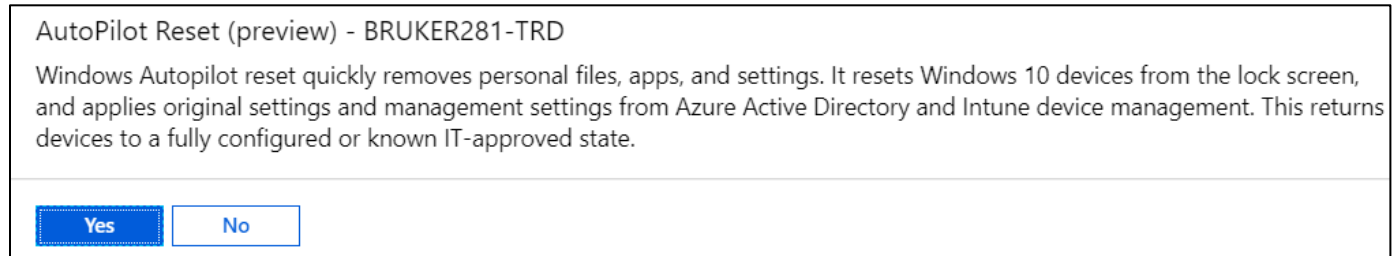 AutoPilot Reset (preview) - BRUKER281-TRD
Windows Autopilot reset quickly removes personal files, apps, and settings. It resets Windows 10 devices from the lock screen,
and applies original settings and management settings from Azure Active Directory and Intune device management. This returns
devices to a fully configured or known IT-approved state.
Yes No